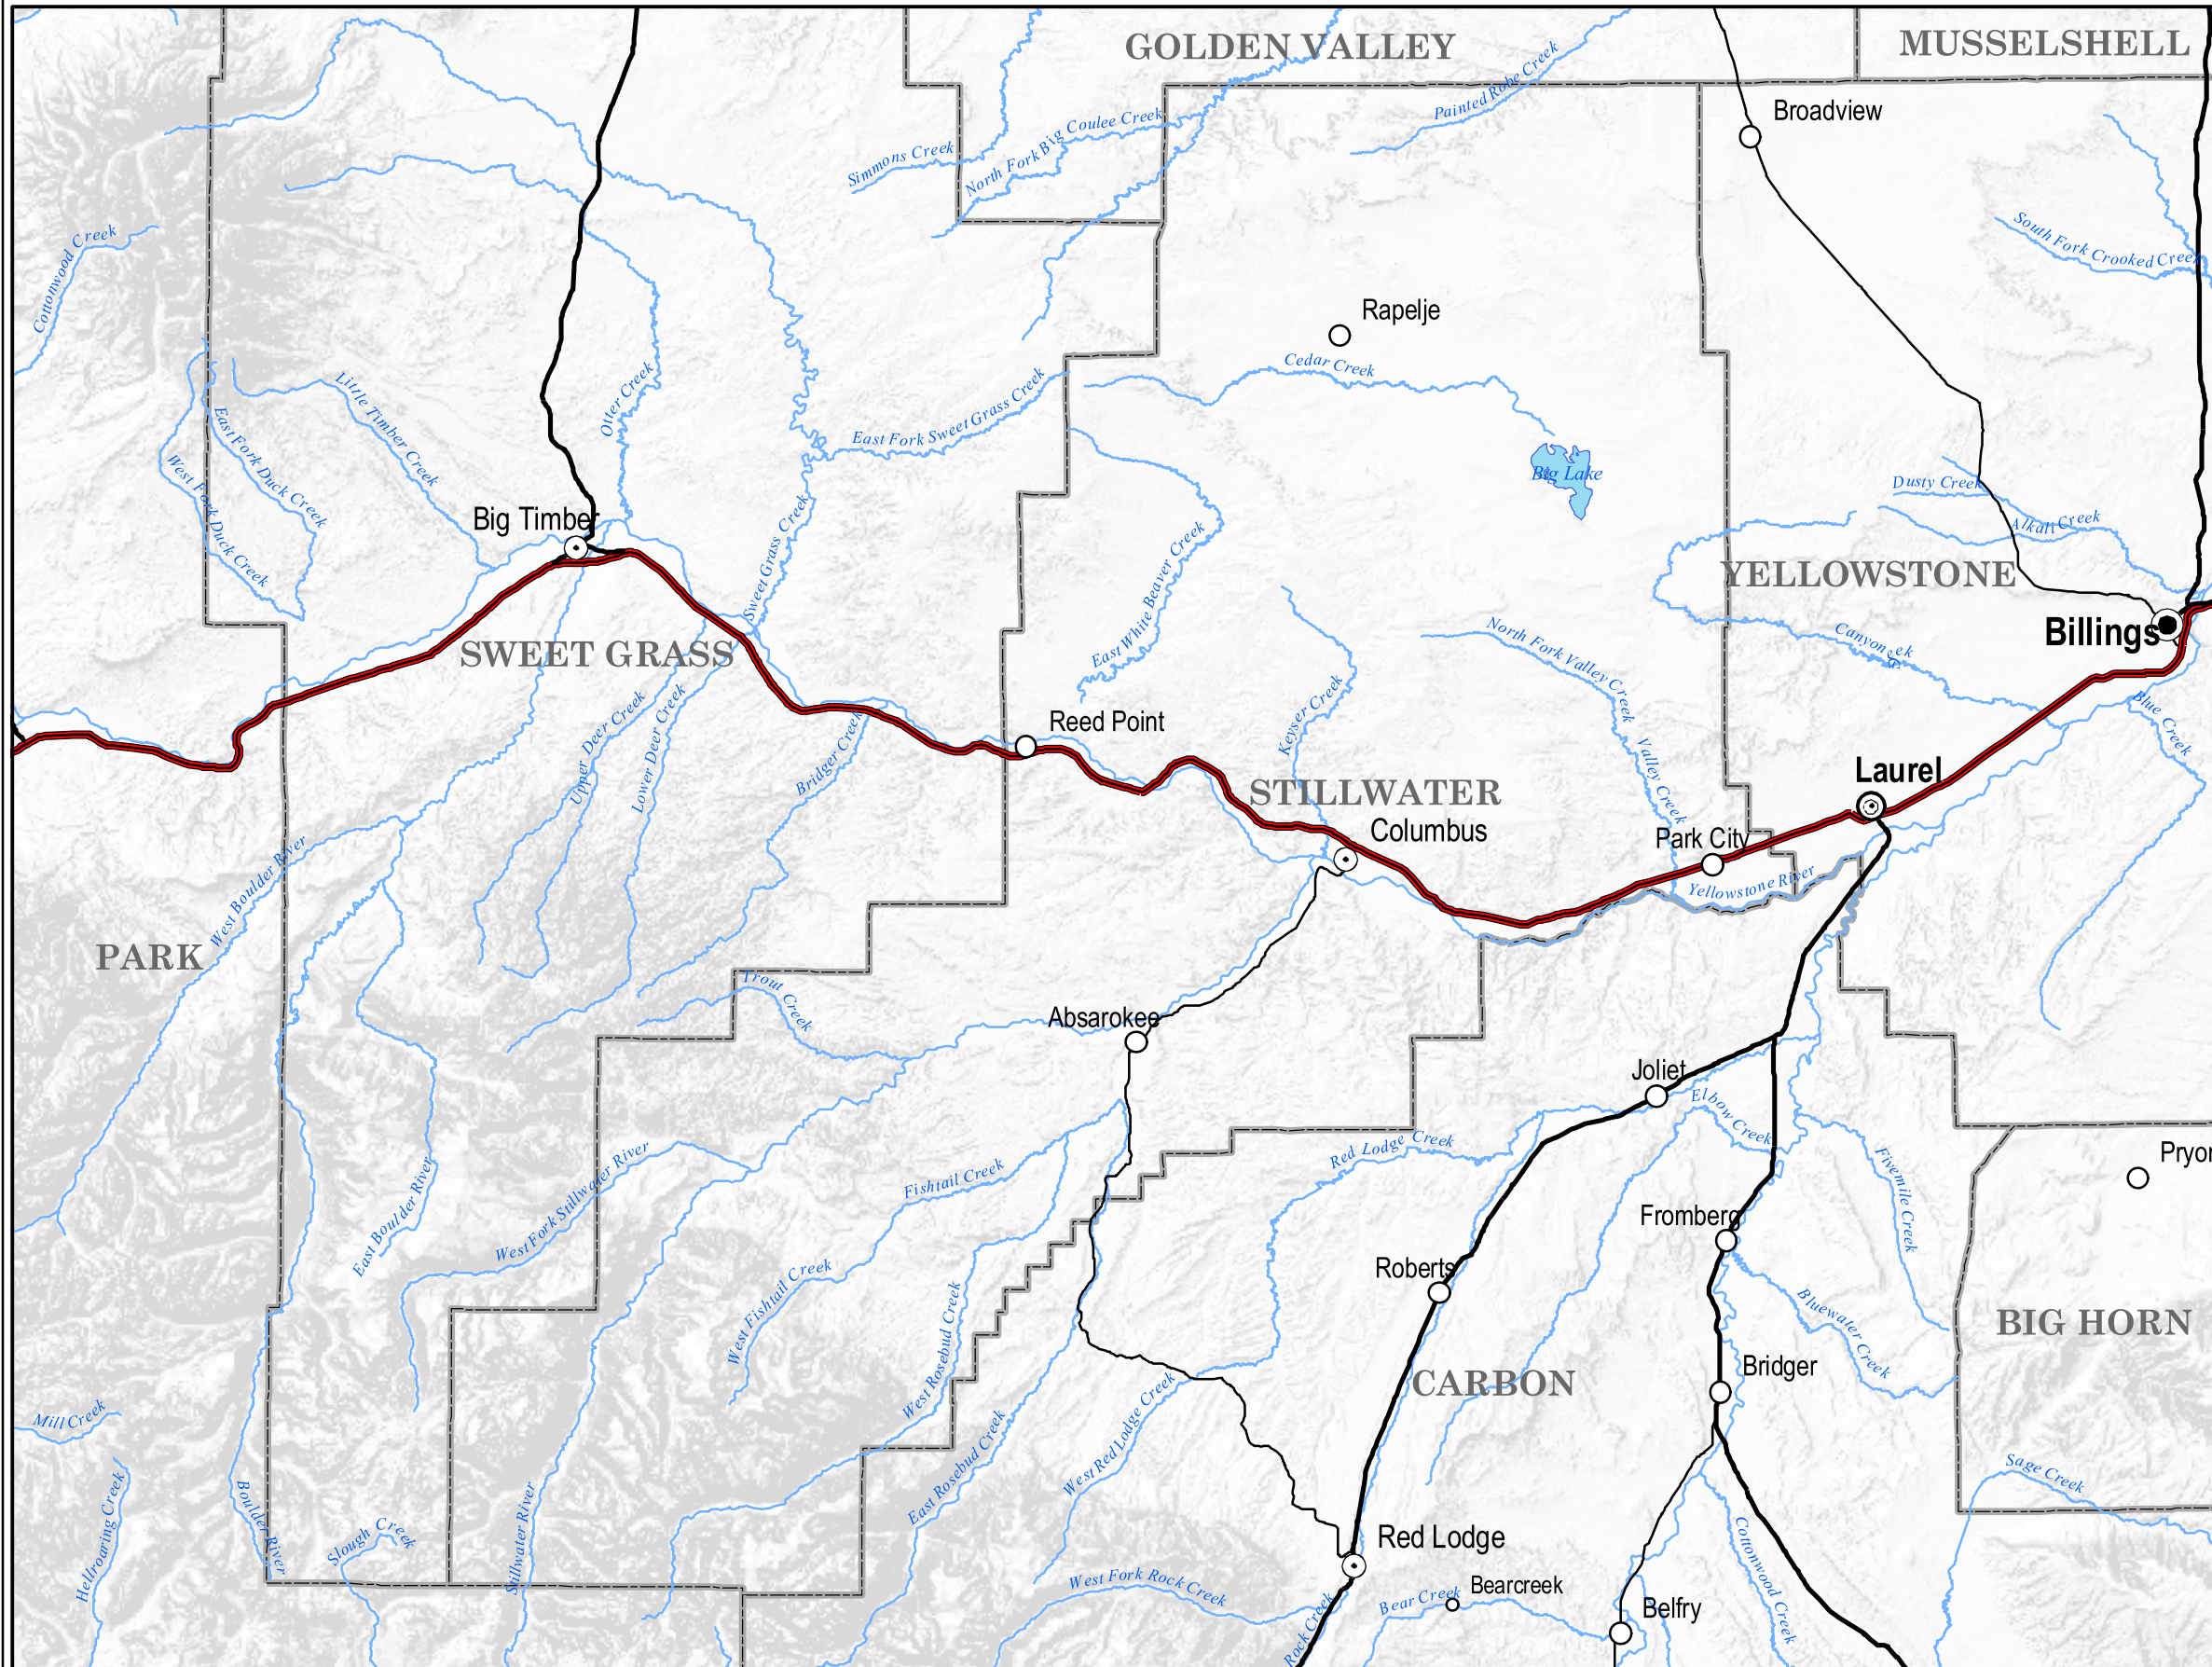 GOLDEN VALLEY
MUSSELSHELL
Painted Robe Creek
Broadview
North Fork Big Coulee Creek
Simmons Creek
Cottonwood Creek
South Fork Crooked Creek
Rapelje
Cedar Creek
Little Timber Creek
Otter Creek
East Fork Sweet Grass Creek
East Fork Duck Creek
West Fork Duck Creek
Big Lake
Dusty Creek
Alkali Creek
Big Timber
Sweet Grass Creek
East White Beaver Creek
YELLOWSTONE
Billings
SWEET GRASS
North Fork Valley Creek
Canyon
Blue Creek
Upper Deer Creek
Lower Deer Creek
Bridger Creek
Reed Point
Keyser Creek
Valley Creek
STILLWATER
Laurel
Columbus
Park City
Yellowstone River
West Boulder River
PARK
Trout Creek
Absarokee
Joliet
Elbow Creek
Red Lodge Creek
Fivemile Creek
Pryor
East Boulder River
West Fork Stillwater River
Fishtail Creek
Fromberg
Roberts
West Fishtail Creek
West Rosebud Creek
Bluewater Creek
BIG HORN
Bridger
CARBON
Mill Creek
East Rosebud Creek
West Red Lodge Creek
Sage Creek
Hellroaring Creek
Boulder River
Slough Creek
Stillwater River
Red Lodge
Cottonwood Creek
West Fork Rock Creek
Bear Creek
Bearcreek
Belfry
Rock Creek